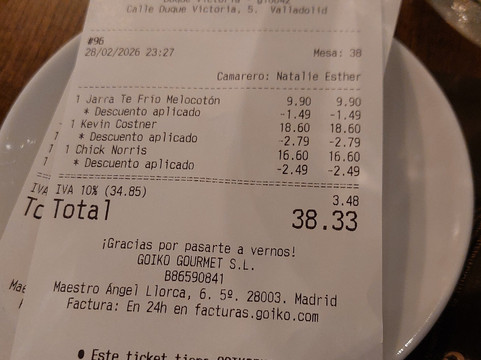 Calle Duque Victoria, 5. Valladolid
#96
28/02/2026 23:27 Mesa: 38
Camarero: Natalie Esther
1 Jarra Te Frio Melocotón 9.90 9.90
* Descuento aplicado -1.49 -1.49
1 Kevin Costner 18.60 18.60
* Descuento aplicado -2.79 -2.79
1 Chick Norris 16.60 16.60
* Descuento aplicado -2.49 -2.49
IVA IVA 10% (34.85) 3.48
Tc Total 38.33
¡Gracias por pasarte a vernos!
GOIKO GOURMET S.L.
B86590841
Mae Maestro Ángel Llorca, 6. 5º. 28003. Madrid
Factura: En 24h en facturas.goiko.com
● Este ticket tiene